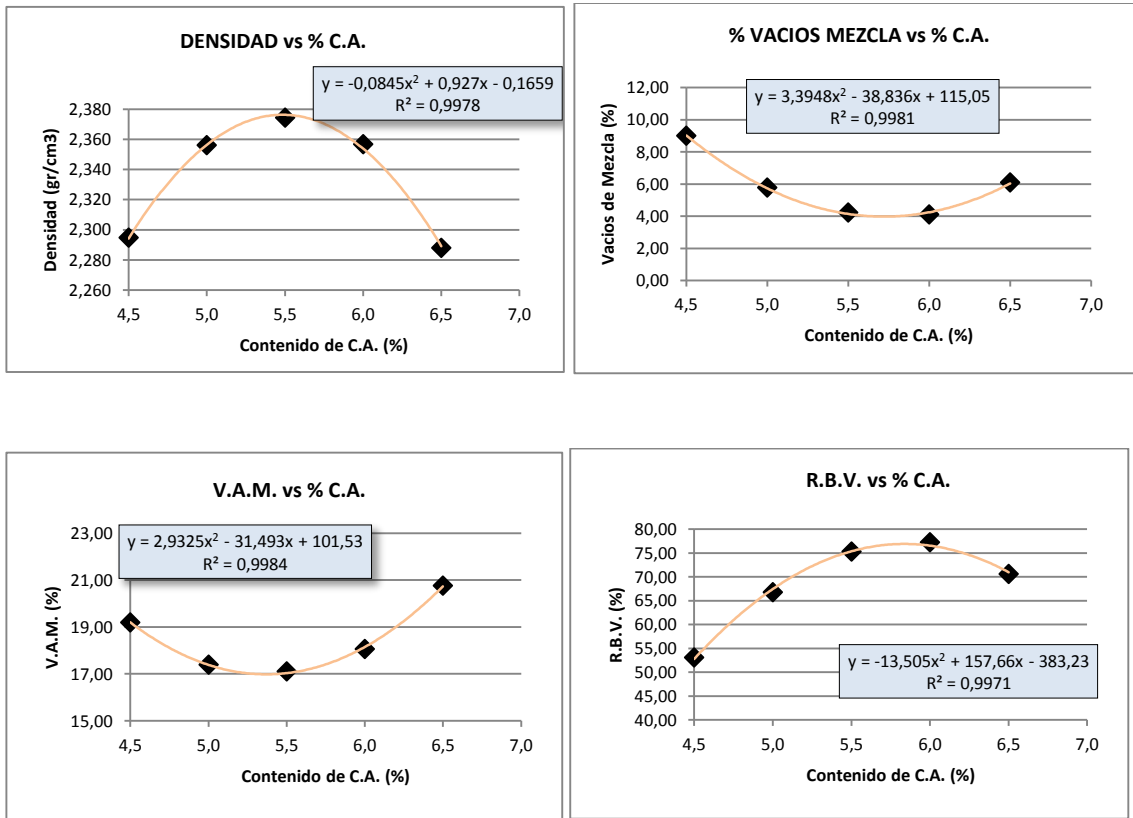 DENSIDAD vs % C.A.
y = -0,0845x² + 0,927x - 0,1659
R² = 0,9978
2,380
2,360
2,340
2,320
2,300
2,280
2,260
4,5 5,0 5,5 6,0 6,5 7,0
Densidad (gr/cm3)
Contenido de C.A. (%)
% VACIOS MEZCLA vs % C.A.
y = 3,3948x² - 38,836x + 115,05
R² = 0,9981
12,00
10,00
8,00
6,00
4,00
2,00
0,00
4,5 5,0 5,5 6,0 6,5 7,0
Vacios de Mezcla (%)
Contenido de C.A. (%)
V.A.M. vs % C.A.
y = 2,9325x² - 31,493x + 101,53
R² = 0,9984
23,00
21,00
19,00
17,00
15,00
4,5 5,0 5,5 6,0 6,5 7,0
V.A.M. (%)
Contenido de C.A. (%)
R.B.V. vs % C.A.
80,00
75,00
70,00
65,00
60,00
55,00
50,00
45,00
40,00
y = -13,505x² + 157,66x - 383,23
R² = 0,9971
4,5 5,0 5,5 6,0 6,5 7,0
R.B.V. (%)
Contenido de C.A. (%)